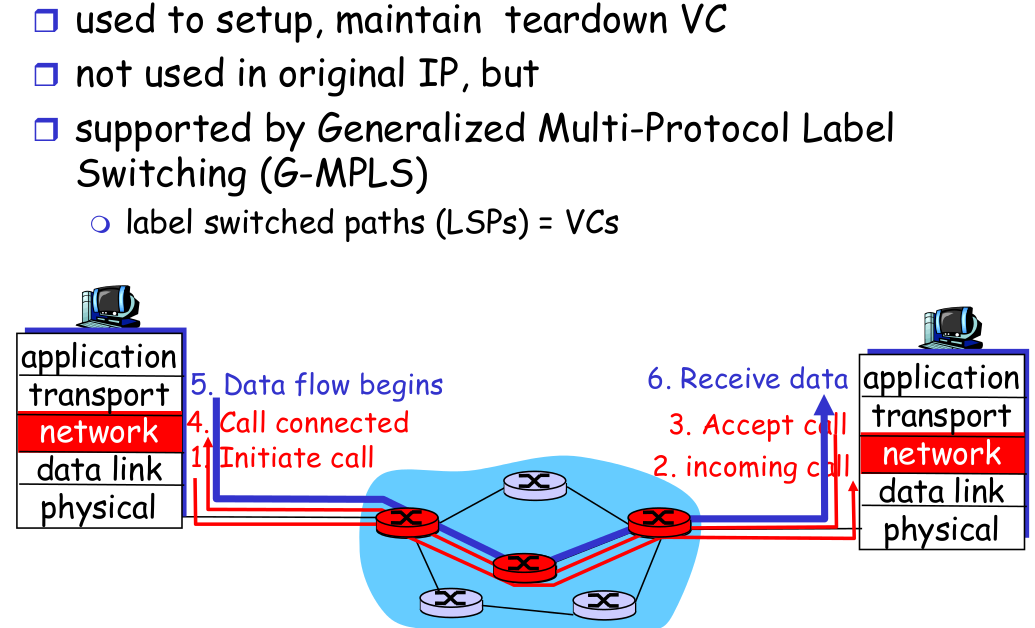 used to setup, maintain teardown VC
not used in original IP, but
supported by Generalized Multi-Protocol Label
Switching (G-MPLS)
label switched paths (LSPs) = VCs
application
transport
network
data link
physical
5. Data flow begins
4. Call connected
1. Initiate call
6. Receive data
3. Accept call
2. incoming call
application
transport
network
data link
physical